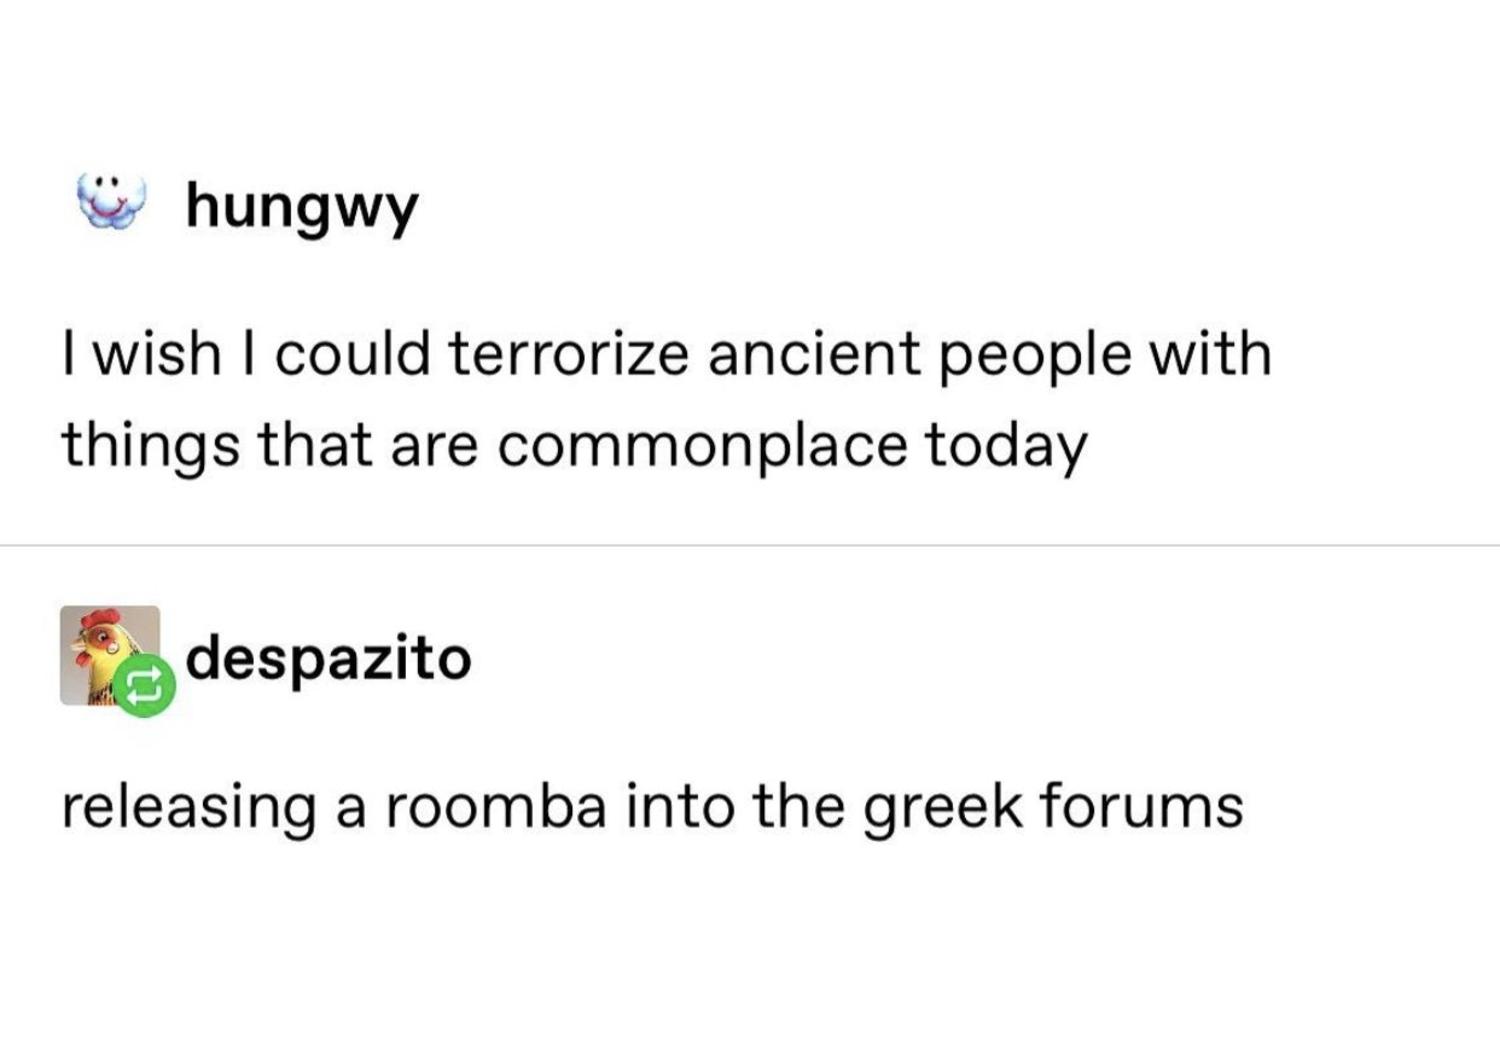 hungwy
I wish I could terrorize ancient people with
things that are commonplace today
despazito
releasing a roomba into the greek forums